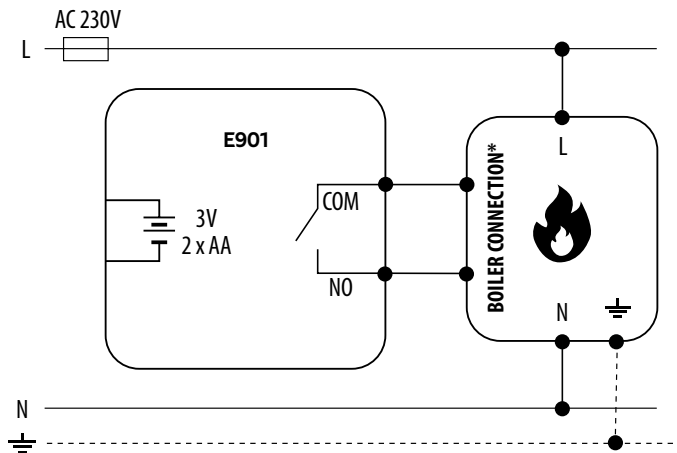 AC 230V
L
E901
BOILER CONNECTION*
L
COM
3V
2 x AA
NO
N
N